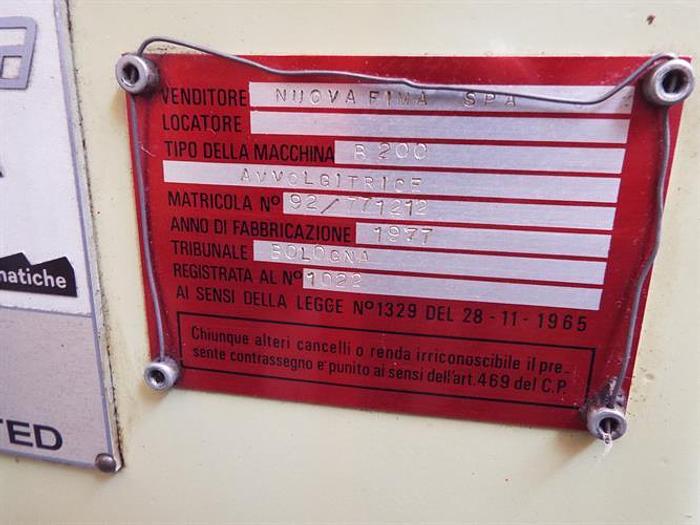 VENDITORE NUOVA FIMA SPA
LOCATORE
TIPO DELLA MACCHINA B 200
AVVOLGITRICE
MATRICOLA Nº 92/771212
ANNO DI FABBRICAZIONE 1977
TRIBUNALE BOLOGNA
REGISTRATA AL Nº 1022
AI SENSI DELLA LEGGE Nº 1329 DEL 28-11-1965
Chiunque alteri cancelli o renda irriconoscibile il pre-
sente contrassegno è punito ai sensi dell'art. 469 del C.P.
matiche
TED